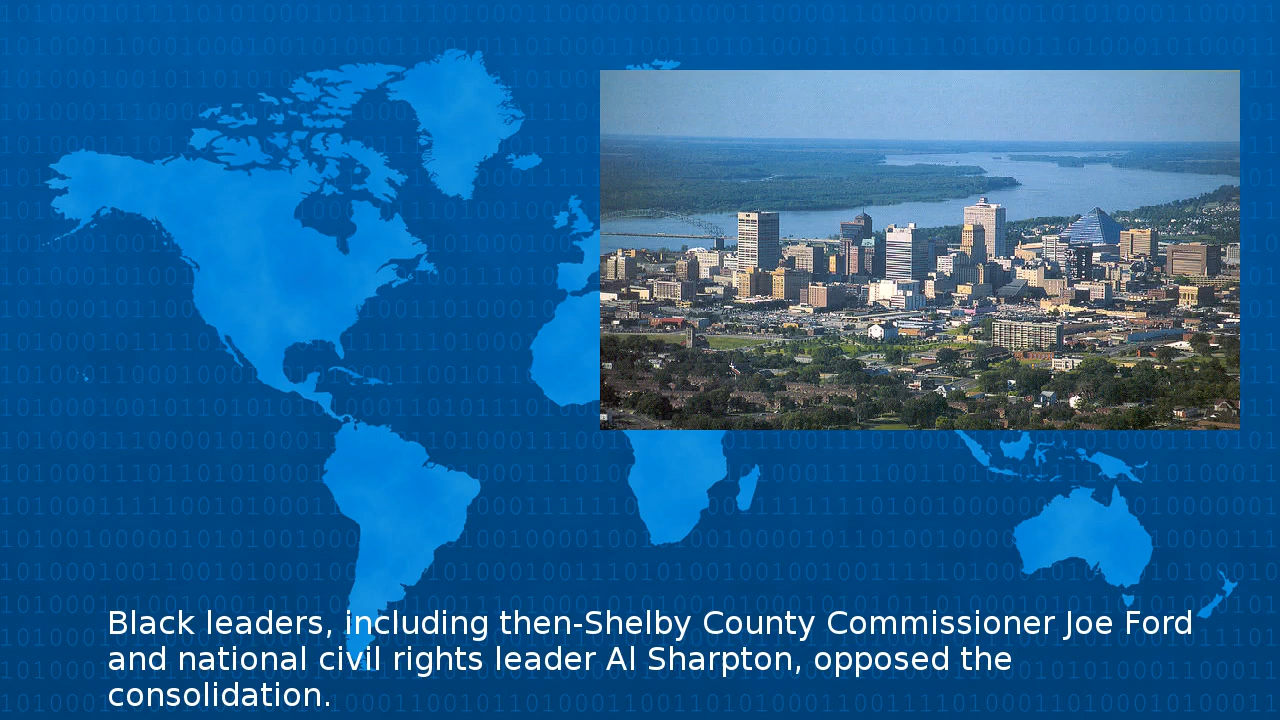 Black leaders, including then-Shelby County Commissioner Joe Ford
and national civil rights leader Al Sharpton, opposed the
consolidation.